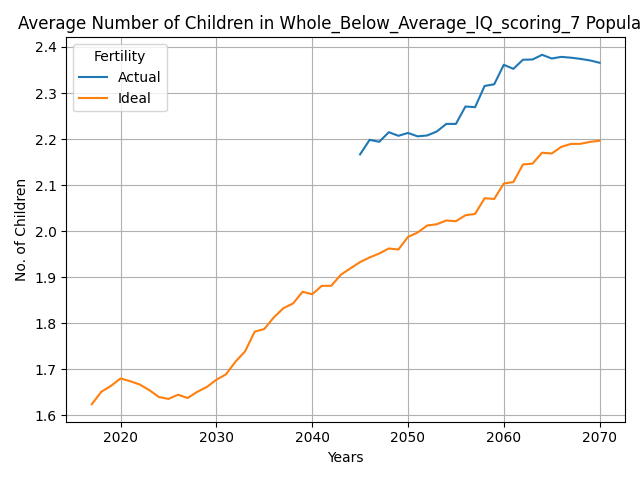 Average Number of Children in Whole_Below_Average_IQ_scoring_7 Popula
Fertility
Actual
Ideal
2.4
2.3
2.2
2.1
2.0
1.9
1.8
1.7
1.6
No. of Children
2020 2030 2040 2050 2060 2070
Years